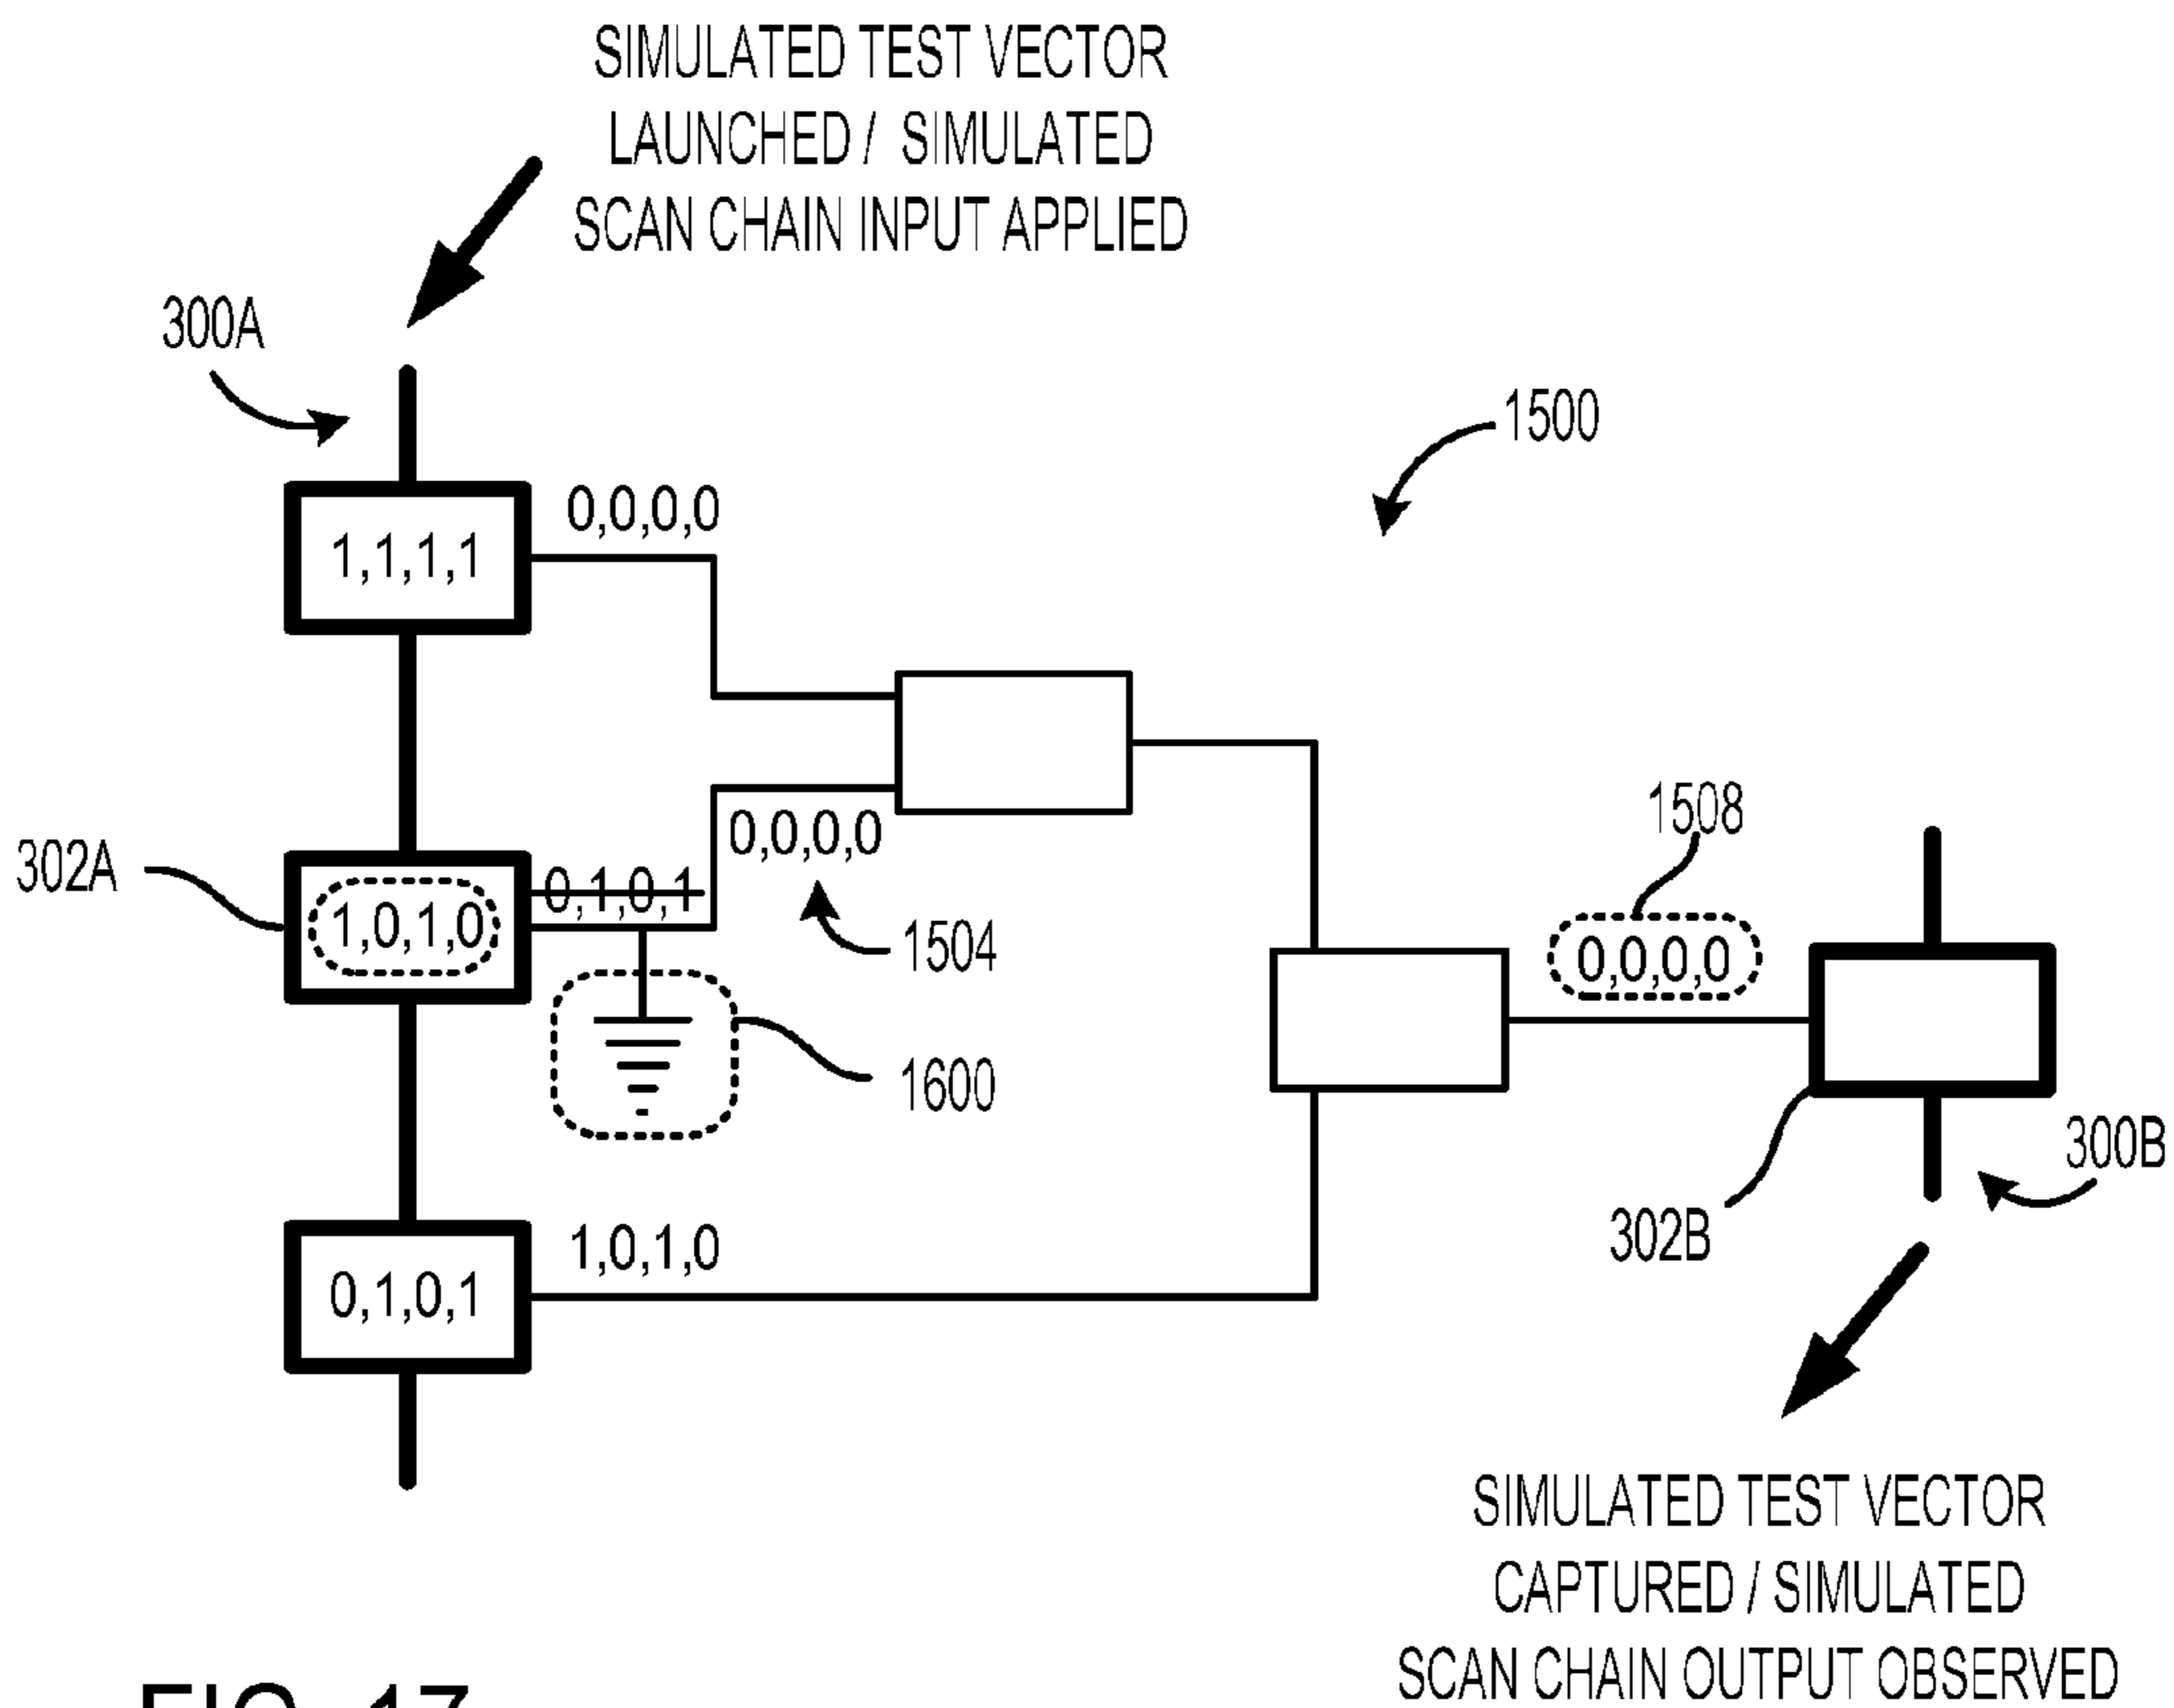 SIMULATED TEST VECTOR
LAUNCHED / SIMULATED
SCAN CHAIN INPUT APPLIED
300A
1500
0,0,0,0
1,1,1,1
1508
0,0,0,0
302A
0,1,0,1
1,0,1,0
1504
0,0,0,0
1600
300B
302B
1,0,1,0
0,1,0,1
SIMULATED TEST VECTOR
CAPTURED / SIMULATED
SCAN CHAIN OUTPUT OBSERVED
FIG. 17